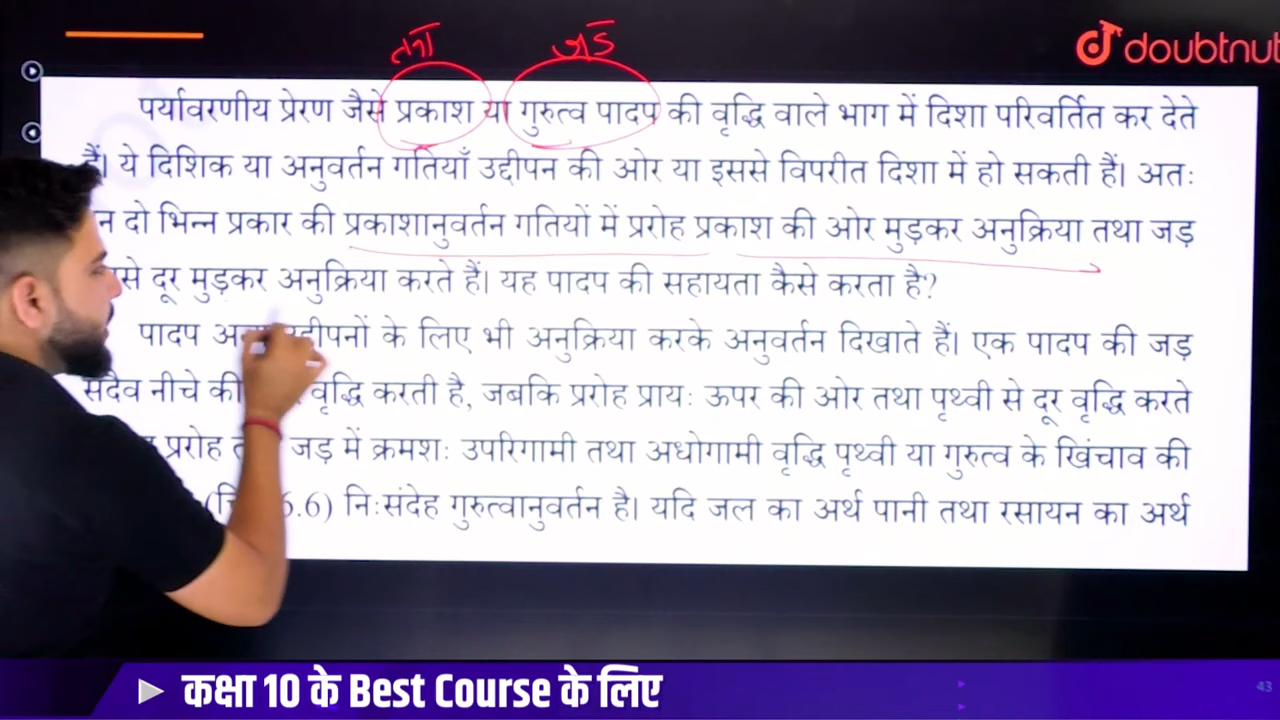 तना जड
doubtnut
पर्यावरणीय प्रेरण जैसे प्रकाश या गुरुत्व पादप की वृद्धि वाले भाग में दिशा परिवर्तित कर देते
हैं। ये दिशिक या अनुवर्तन गतियाँ उद्दीपन की ओर या इससे विपरीत दिशा में हो सकती हैं। अतः
दो भिन्न प्रकार की प्रकाशानुवर्तन गतियों में प्ररोह प्रकाश की ओर मुड़कर अनुक्रिया तथा जड़
से दूर मुड़कर अनुक्रिया करते हैं। यह पादप की सहायता कैसे करता है?
पादप उद्दीपनों के लिए भी अनुक्रिया करके अनुवर्तन दिखाते हैं। एक पादप की जड़
सदैव नीचे की वृद्धि करती है, जबकि प्ररोह प्रायः ऊपर की ओर तथा पृथ्वी से दूर वृद्धि करते
प्ररोह जड़ में क्रमशः उपरिगामी तथा अधोगामी वृद्धि पृथ्वी या गुरुत्व के खिंचाव की
6.6) निःसंदेह गुरुत्वानुवर्तन है। यदि जल का अर्थ पानी तथा रसायन का अर्थ
कक्षा 10 के Best Course के लिए
43